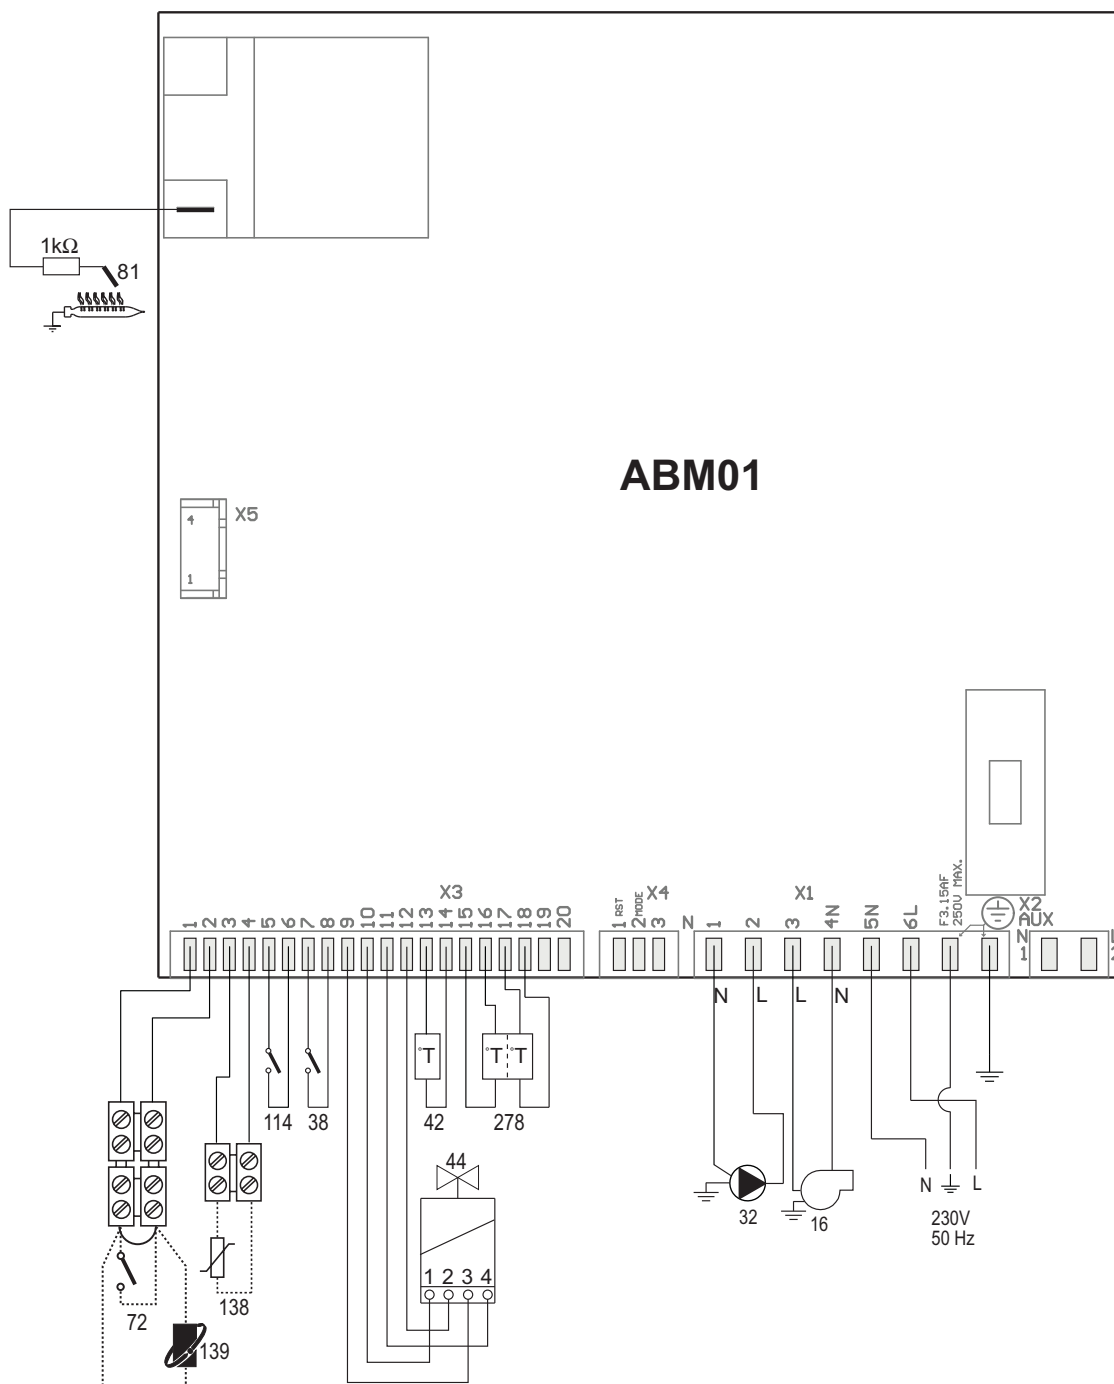 1kΩ
81
ABM01
X5
4
1
F3.15AF
250V MAX.
X3
X4
X1
X2
AUX
1 2 3 4 5 6 7 8 9 10 11 12 13 14 15 16 17 18 19 20
RST
MODE
1 2 3
N
1 2 3 4N 5N 6L
N
1
2
N L L N
°T °T °T
114 38 42 278
44
32 16
N L
230V
50 Hz
1 2 3 4
72
138
139